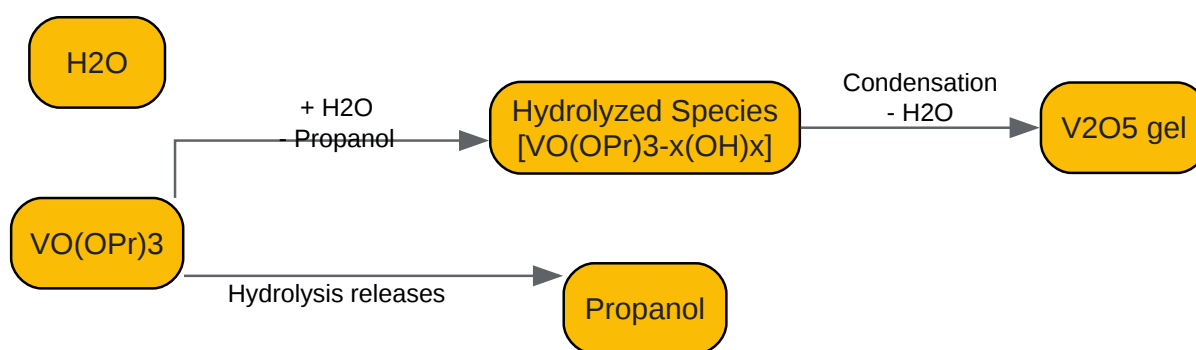 H2O
+ H2O
- Propanol
Hydrolyzed Species
[VO(OPr)3-x(OH)x]
Condensation
- H2O
V2O5 gel
VO(OPr)3
Hydrolysis releases
Propanol